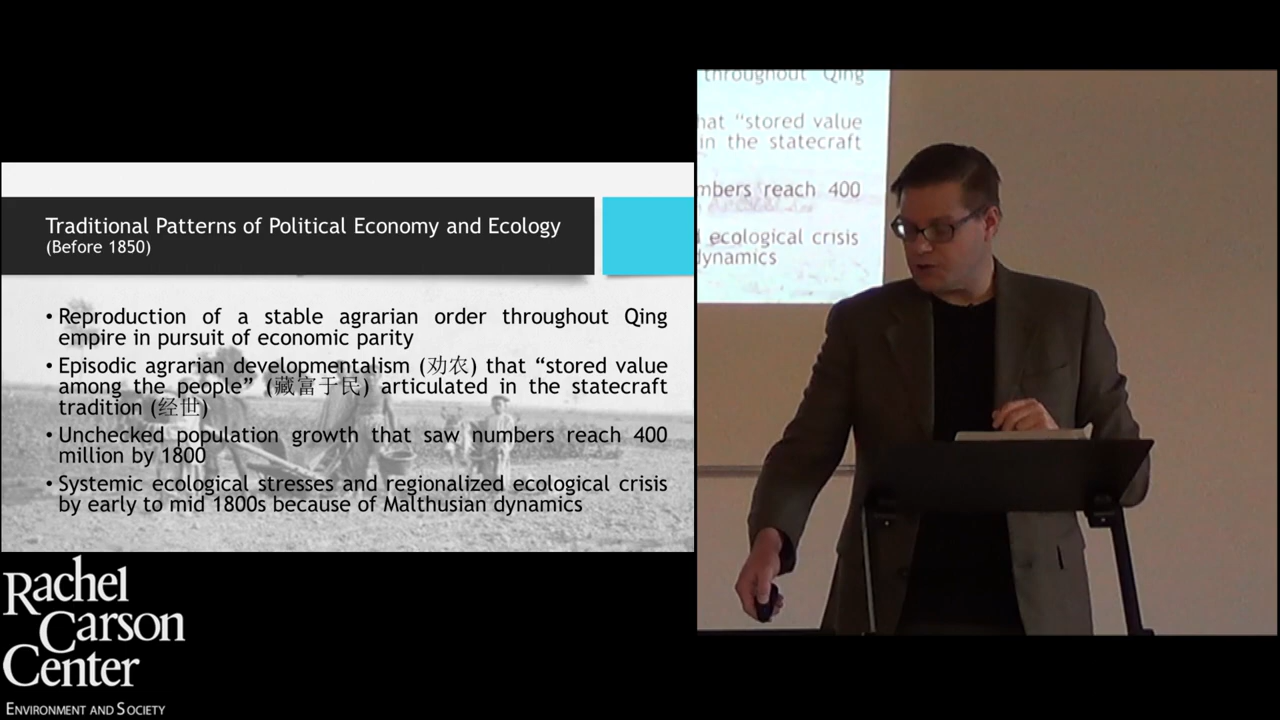 Traditional Patterns of Political Economy and Ecology
(Before 1850)
• Reproduction of a stable agrarian order throughout Qing
empire in pursuit of economic parity
• Episodic agrarian developmentalism (劝农) that “stored value
among the people” (藏富于民) articulated in the statecraft
tradition (经世)
• Unchecked population growth that saw numbers reach 400
million by 1800
• Systemic ecological stresses and regionalized ecological crisis
by early to mid 1800s because of Malthusian dynamics
throughout Qing
hat “stored value
in the statecraft
mbers reach 400
ecological crisis
dynamics
Rachel
Carson
Center
ENVIRONMENT AND SOCIETY